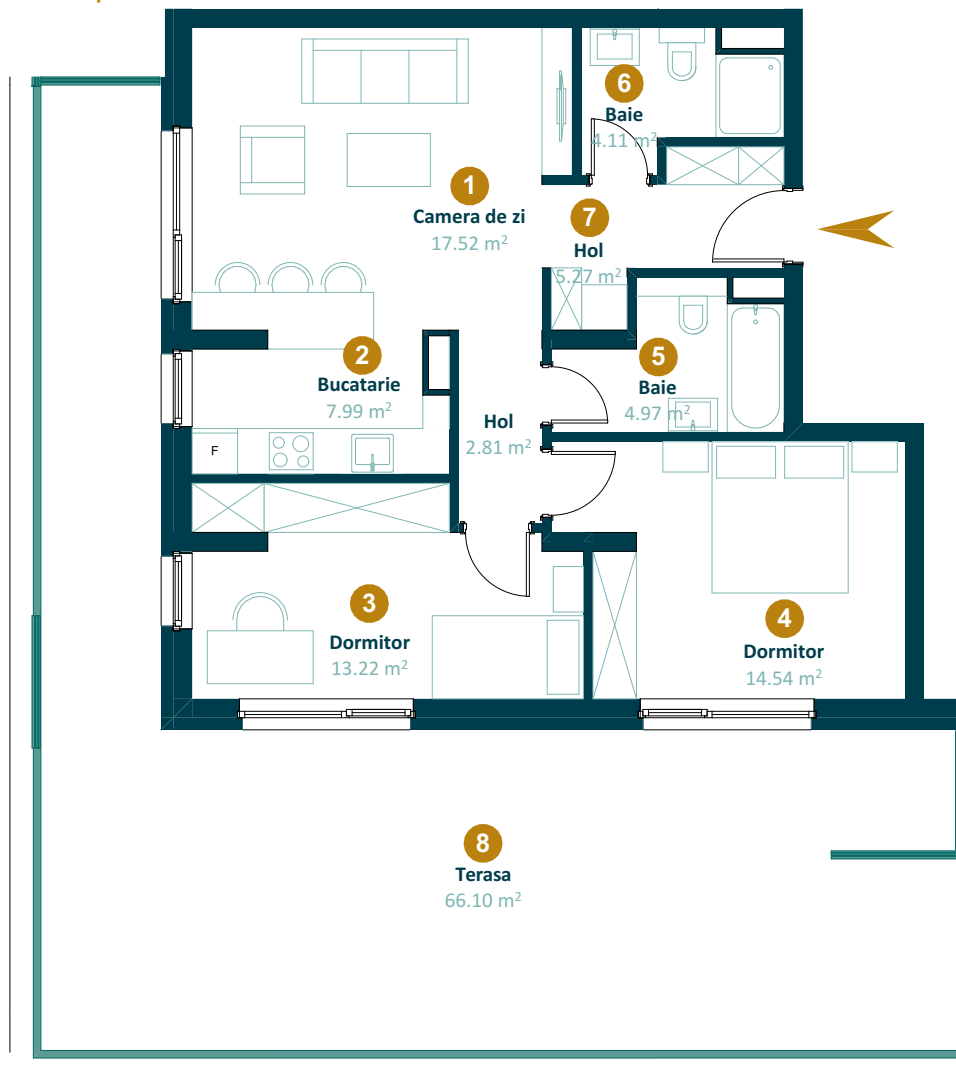 6
Baie
4.11 m²
1
Camera de zi
17.52 m²
7
Hol
5.27 m²
2
Bucatarie
7.99 m²
5
Baie
4.97 m²
Hol
2.81 m²
F
3
Dormitor
13.22 m²
4
Dormitor
14.54 m²
8
Terasa
66.10 m²